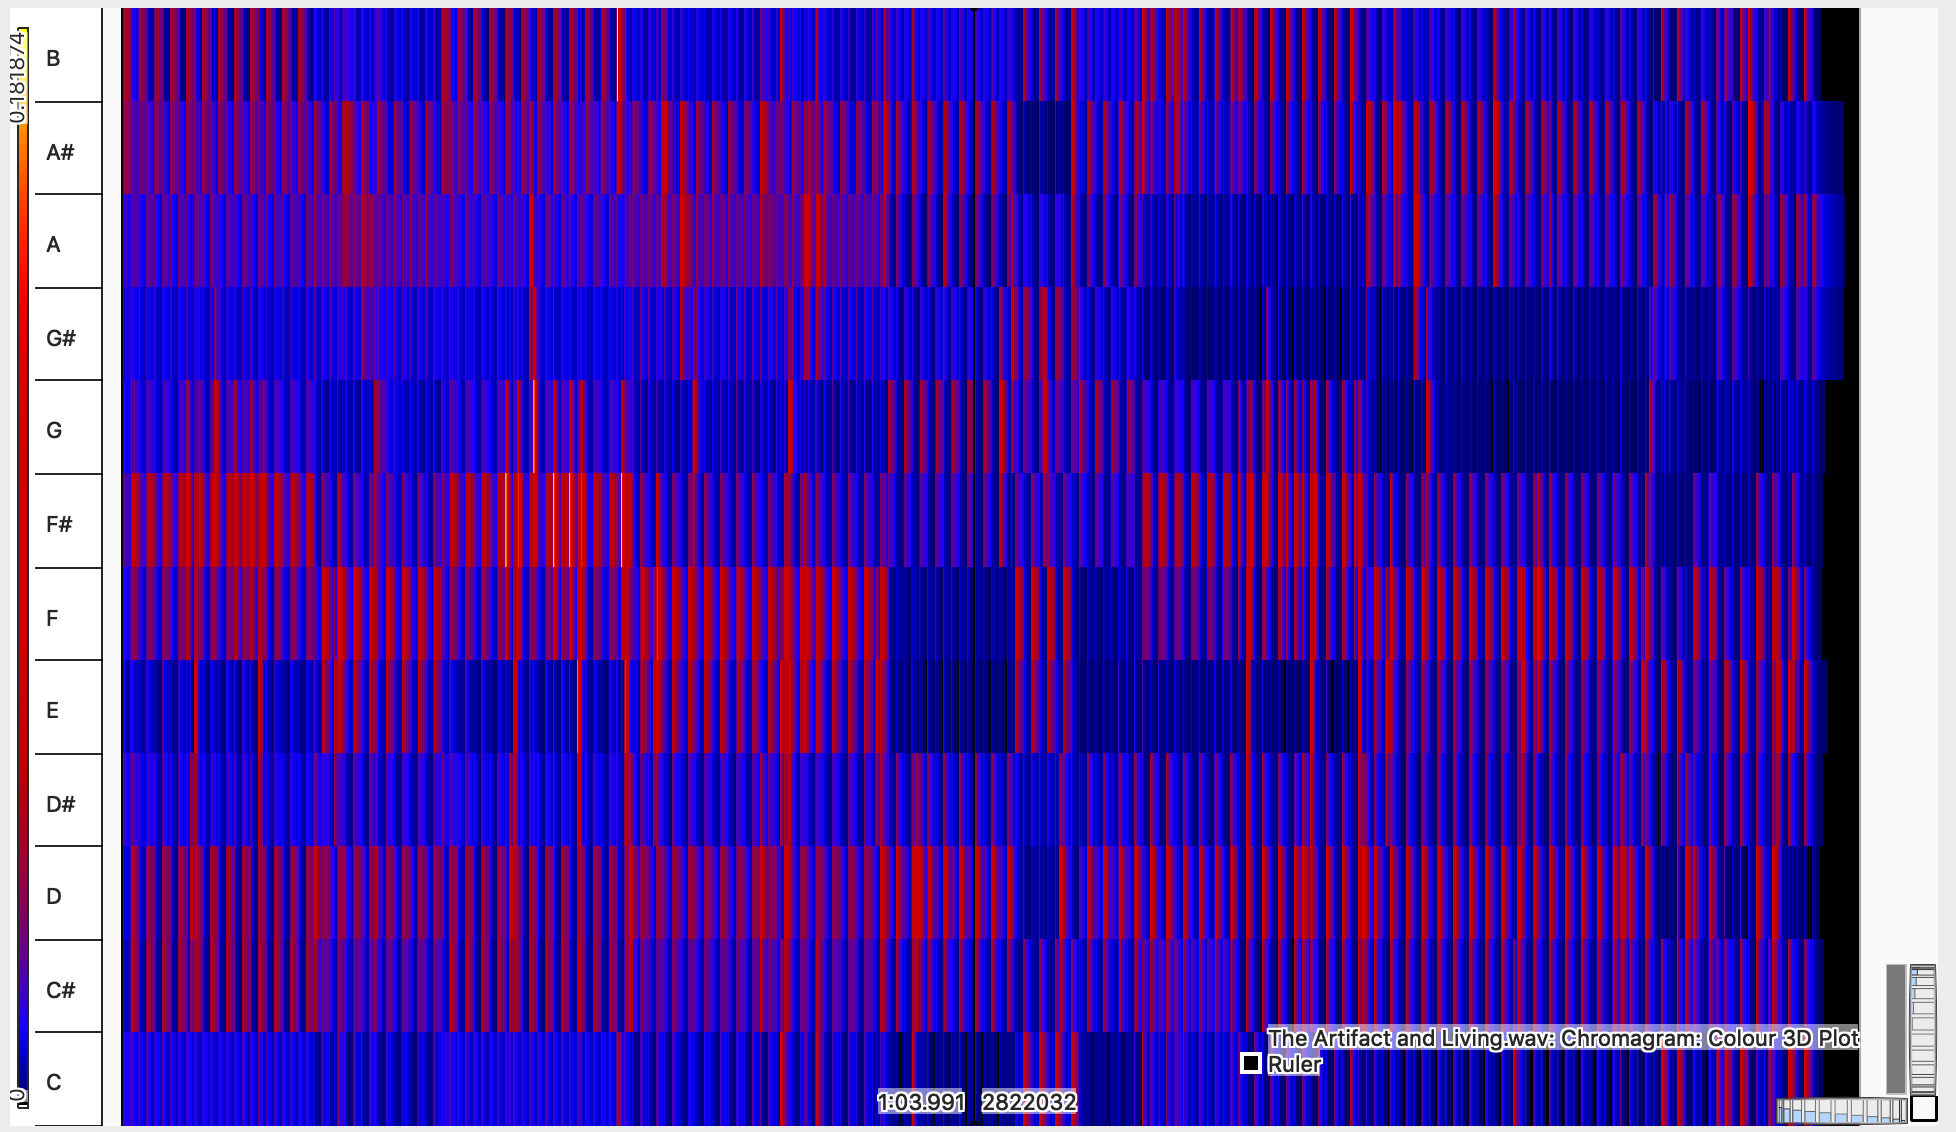 0.181874
B
A#
A
G#
G
F#
F
E
D#
D
C#
C
0
The Artifact and Living.wav: Chromagram: Colour 3D Plot
Ruler
1:03.991 2822032